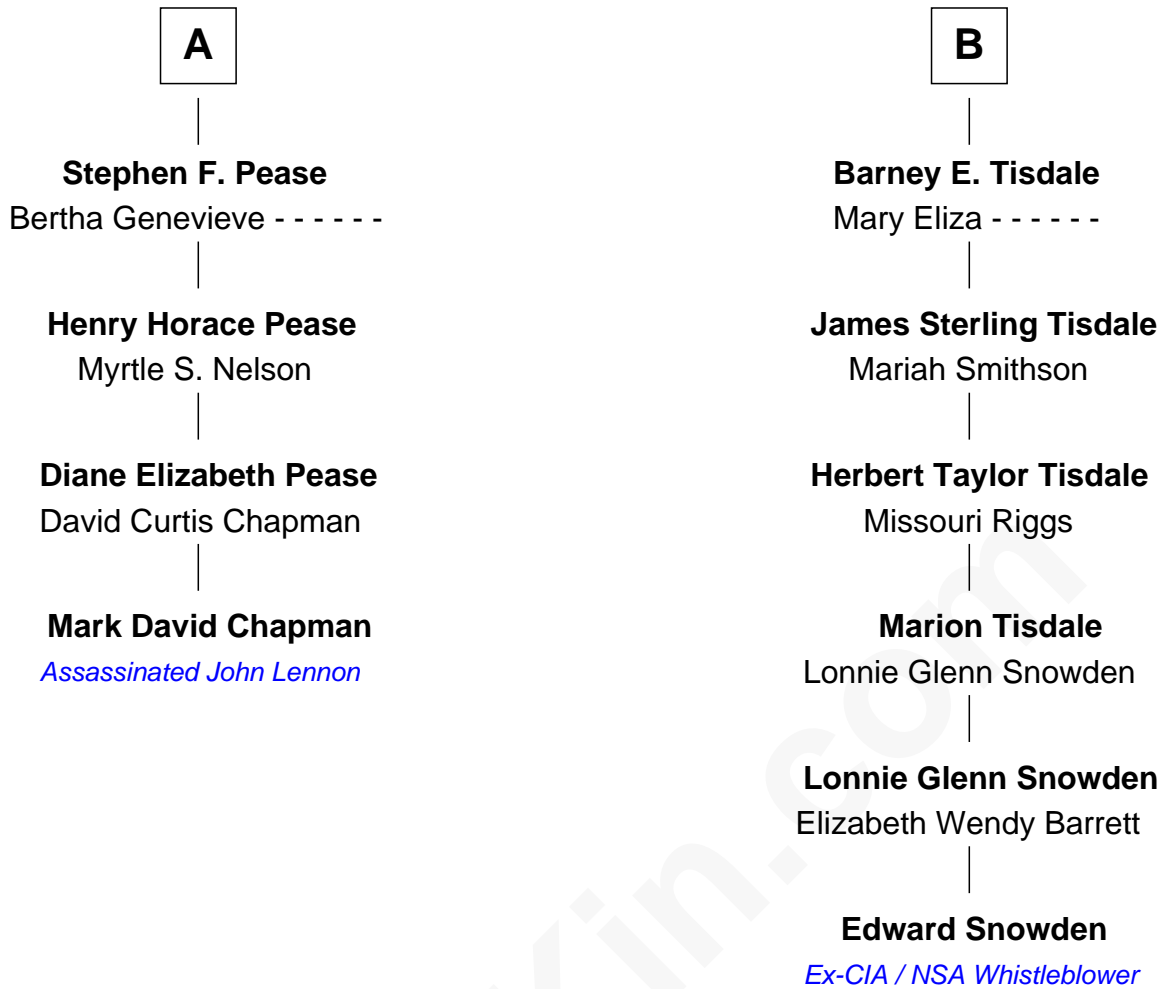 A
Stephen F. Pease
Bertha Genevieve - - - - - -
Henry Horace Pease
Myrtle S. Nelson
Diane Elizabeth Pease
David Curtis Chapman
Mark David Chapman
Assassinated John Lennon
B
Barney E. Tisdale
Mary Eliza - - - - - -
James Sterling Tisdale
Mariah Smithson
Herbert Taylor Tisdale
Missouri Riggs
Marion Tisdale
Lonnie Glenn Snowden
Lonnie Glenn Snowden
Elizabeth Wendy Barrett
Edward Snowden
Ex-CIA / NSA Whistleblower